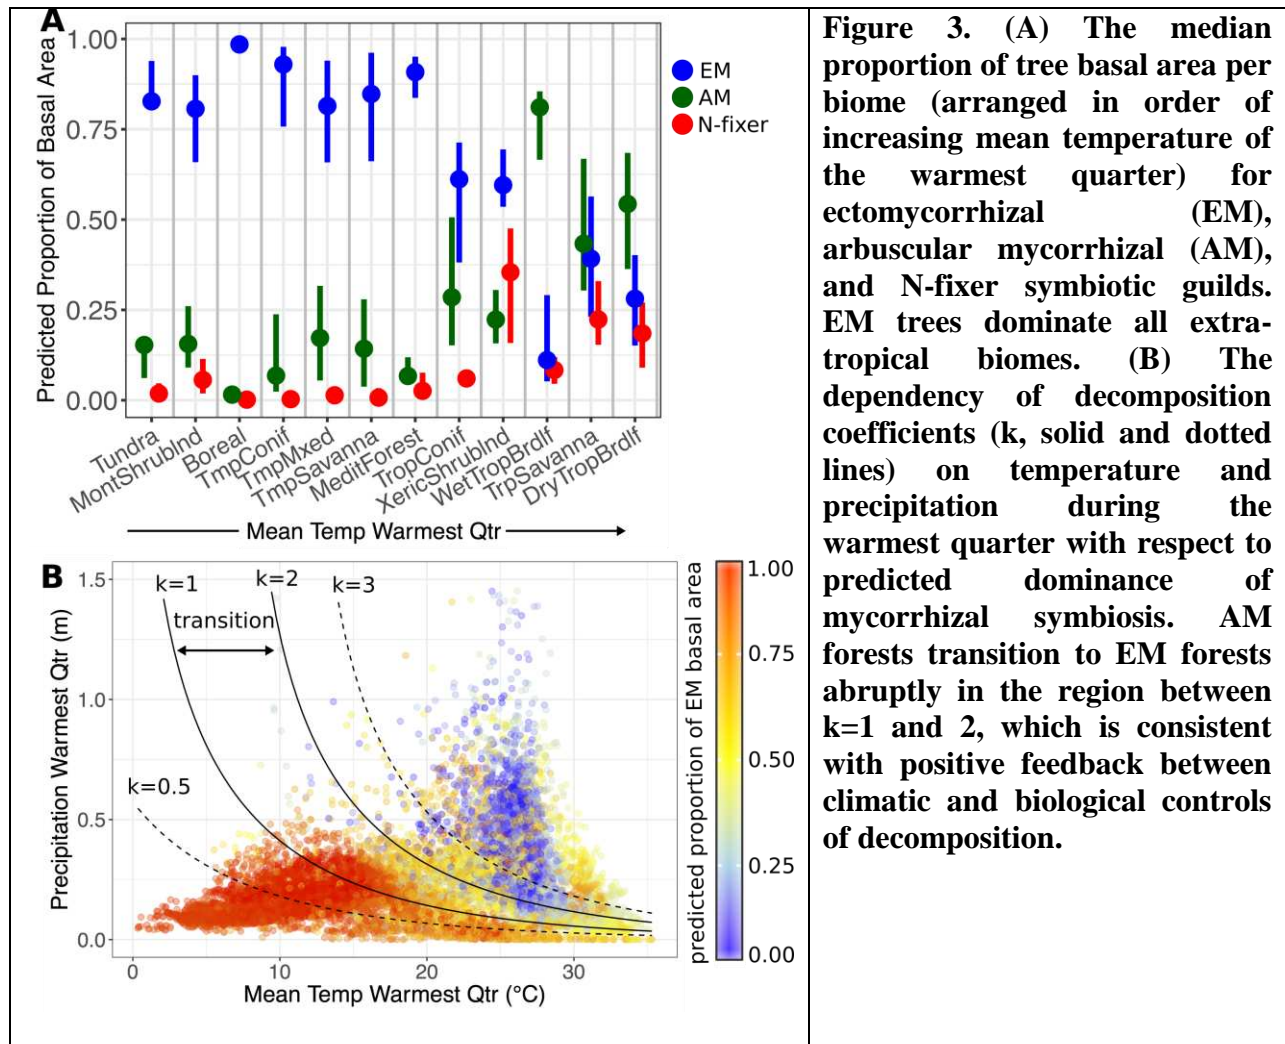 A
Predicted Proportion of Basal Area
1.00
0.75
0.50
0.25
0.00
EM
AM
N-fixer
Tundra
MontShrublnd
Boreal
TmpConif
TmpMxed
TmpSavanna
MeditForest
TropConif
XericShrublnd
WetTropBrdlf
TrpSavanna
DryTropBrdlf
Mean Temp Warmest Qtr
B
Precipitation Warmest Qtr (m)
1.5
1.0
0.5
0.0
k=1
k=2
k=3
transition
k=0.5
0
10
20
30
Mean Temp Warmest Qtr (°C)
predicted proportion of EM basal area
1.00
0.75
0.50
0.25
0.00
Figure 3. (A) The median
proportion of tree basal area per
biome (arranged in order of
increasing mean temperature of
the warmest quarter) for
ectomycorrhizal (EM),
arbuscular mycorrhizal (AM),
and N-fixer symbiotic guilds.
EM trees dominate all extra-
tropical biomes. (B) The
dependency of decomposition
coefficients (k, solid and dotted
lines) on temperature and
precipitation during the
warmest quarter with respect to
predicted dominance of
mycorrhizal symbiosis. AM
forests transition to EM forests
abruptly in the region between
k=1 and 2, which is consistent
with positive feedback between
climatic and biological controls
of decomposition.